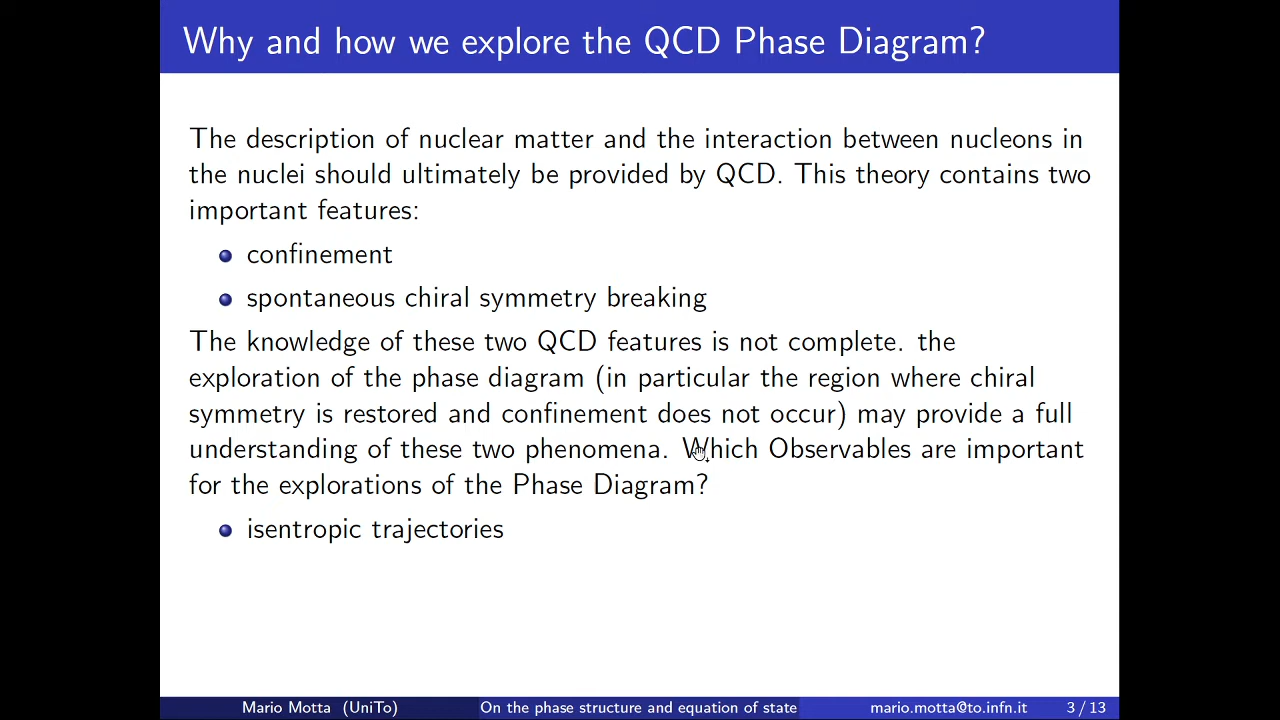 Why and how we explore the QCD Phase Diagram?
The description of nuclear matter and the interaction between nucleons in
the nuclei should ultimately be provided by QCD. This theory contains two
important features:
confinement
spontaneous chiral symmetry breaking
The knowledge of these two QCD features is not complete. the
exploration of the phase diagram (in particular the region where chiral
symmetry is restored and confinement does not occur) may provide a full
understanding of these two phenomena. Which Observables are important
for the explorations of the Phase Diagram?
isentropic trajectories
Mario Motta (UniTo) On the phase structure and equation of state mario.motta@to.infn.it 3 / 13